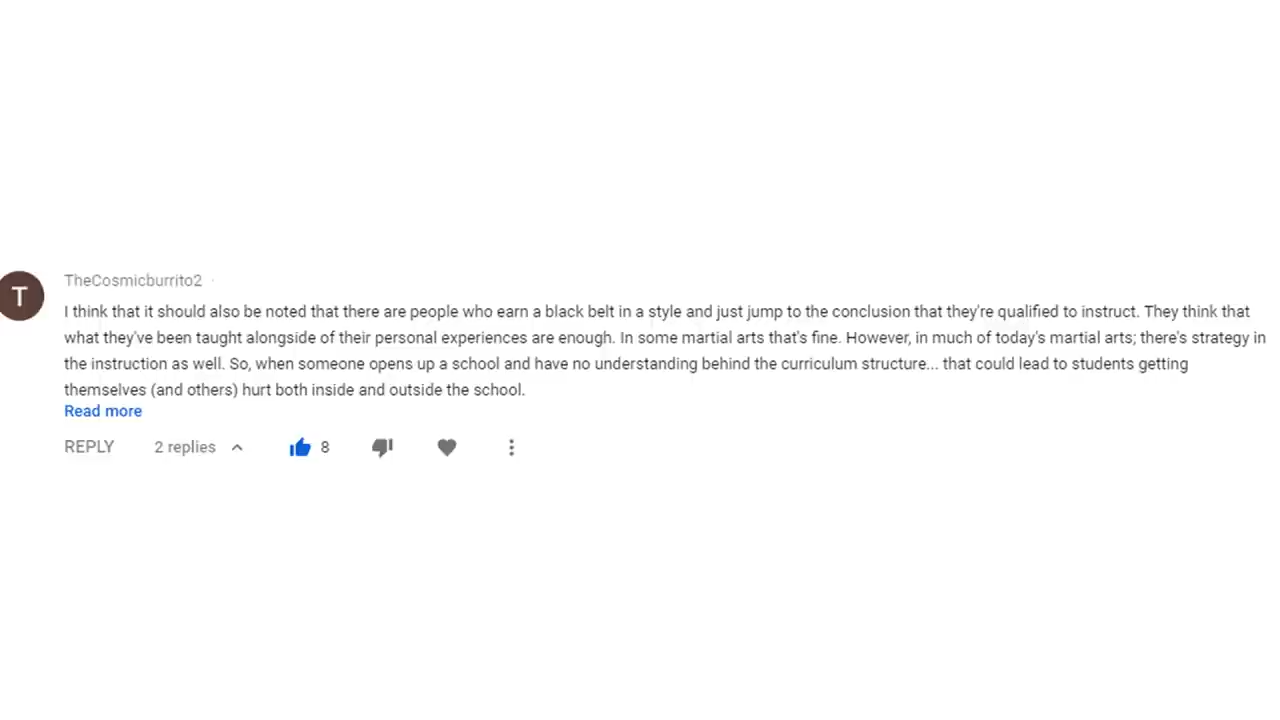 TheCosmicburrito2
T
I think that it should also be noted that there are people who earn a black belt in a style and just jump to the conclusion that they're qualified to instruct. They think that
what they've been taught alongside of their personal experiences are enough. In some martial arts that's fine. However, in much of today's martial arts; there's strategy in
the instruction as well. So, when someone opens up a school and have no understanding behind the curriculum structure... that could lead to students getting
themselves (and others) hurt both inside and outside the school.
Read more
REPLY 2 replies 8